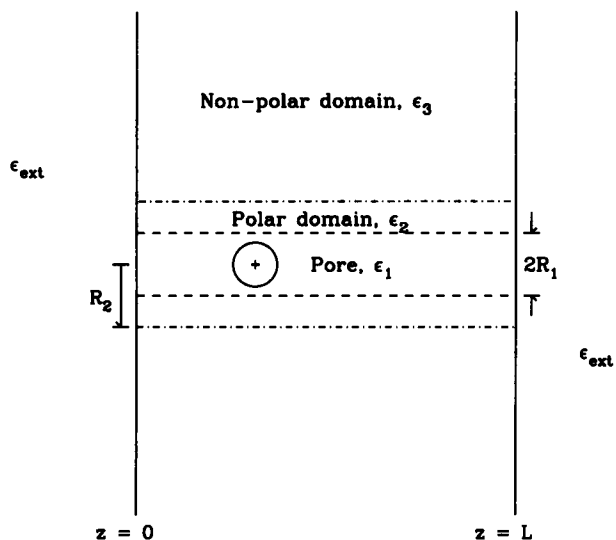 Non-polar domain, ϵ₃
ϵₑₓₜ
Polar domain, ϵ₂
+ Pore, ϵ₁
2R₁
R₂
ϵₑₓₜ
z = 0
z = L